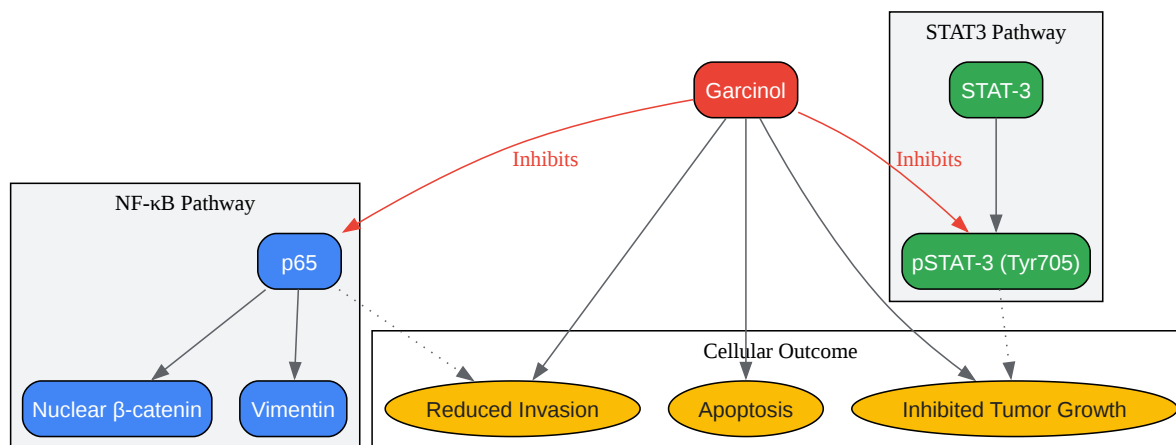 STAT3 Pathway
Garcinol
STAT-3
Inhibits
Inhibits
NF-κB Pathway
p65
pSTAT-3 (Tyr705)
Cellular Outcome
Nuclear β-catenin
Vimentin
Reduced Invasion
Apoptosis
Inhibited Tumor Growth